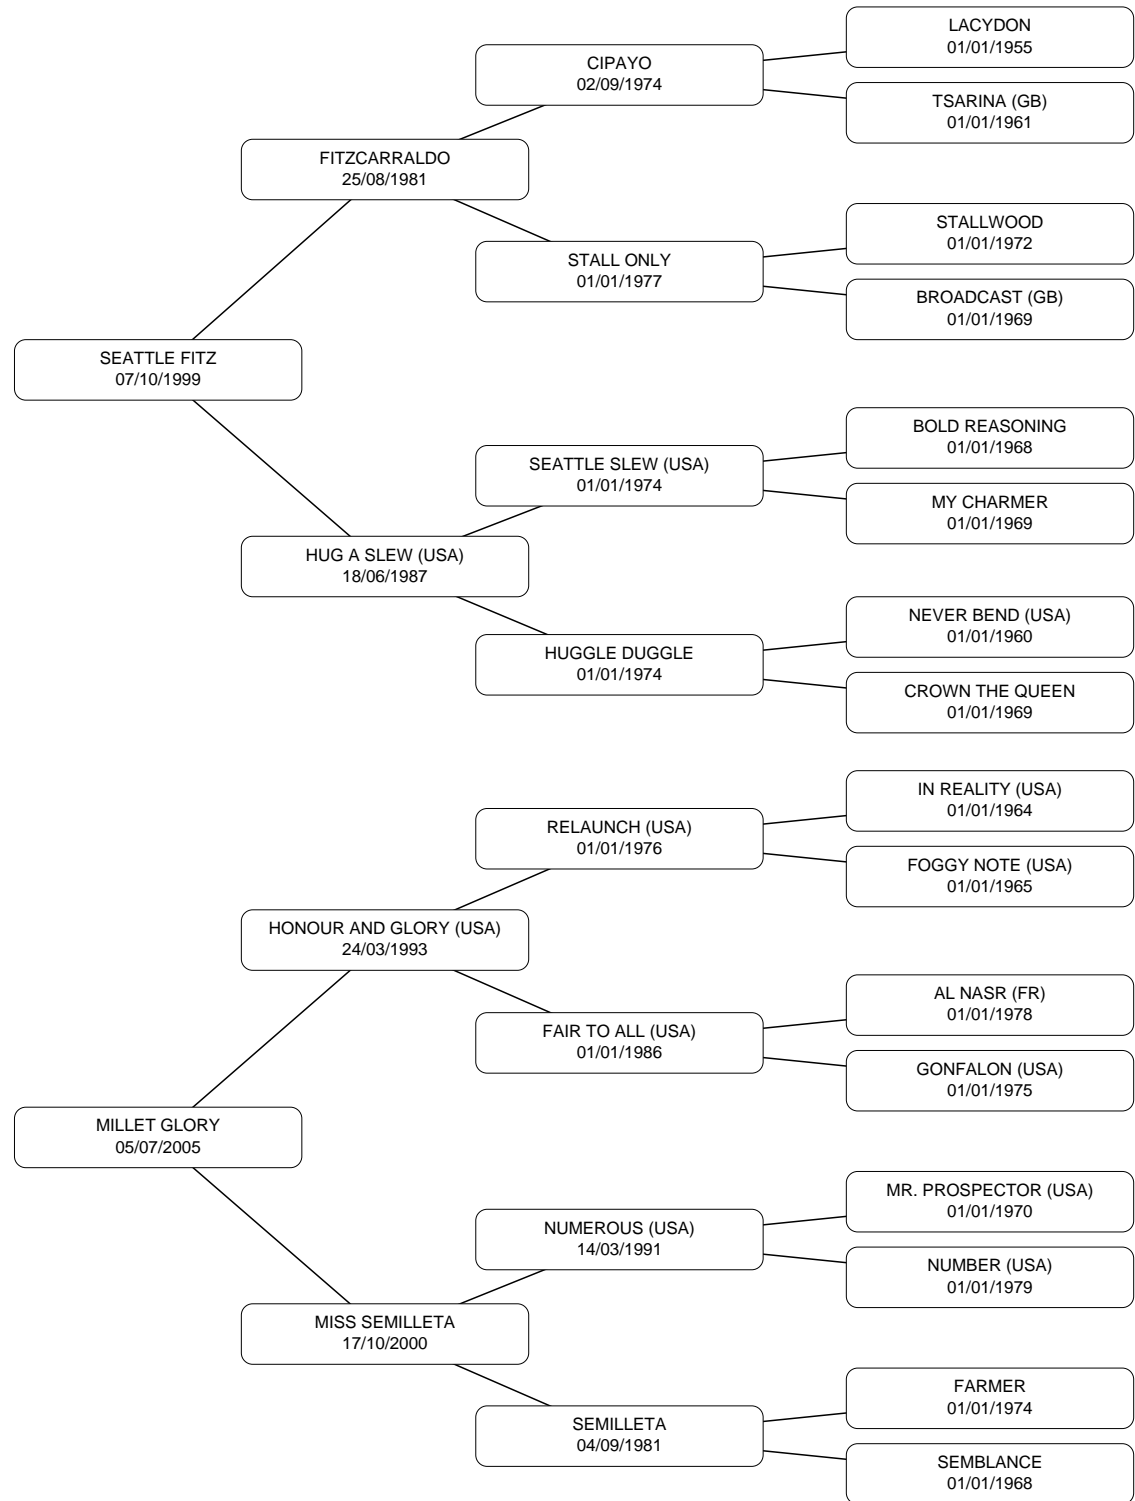 LACYDON
01/01/1955
CIPAYO
02/09/1974
TSARINA (GB)
01/01/1961
FITZCARRALDO
25/08/1981
STALLWOOD
01/01/1972
STALL ONLY
01/01/1977
BROADCAST (GB)
01/01/1969
SEATTLE FITZ
07/10/1999
BOLD REASONING
01/01/1968
SEATTLE SLEW (USA)
01/01/1974
MY CHARMER
01/01/1969
HUG A SLEW (USA)
18/06/1987
NEVER BEND (USA)
01/01/1960
HUGGLE DUGGLE
01/01/1974
CROWN THE QUEEN
01/01/1969
IN REALITY (USA)
01/01/1964
RELAUNCH (USA)
01/01/1976
FOGGY NOTE (USA)
01/01/1965
HONOUR AND GLORY (USA)
24/03/1993
AL NASR (FR)
01/01/1978
FAIR TO ALL (USA)
01/01/1986
GONFALON (USA)
01/01/1975
MILLET GLORY
05/07/2005
MR. PROSPECTOR (USA)
01/01/1970
NUMEROUS (USA)
14/03/1991
NUMBER (USA)
01/01/1979
MISS SEMILLETA
17/10/2000
FARMER
01/01/1974
SEMILLETA
04/09/1981
SEMBLANCE
01/01/1968